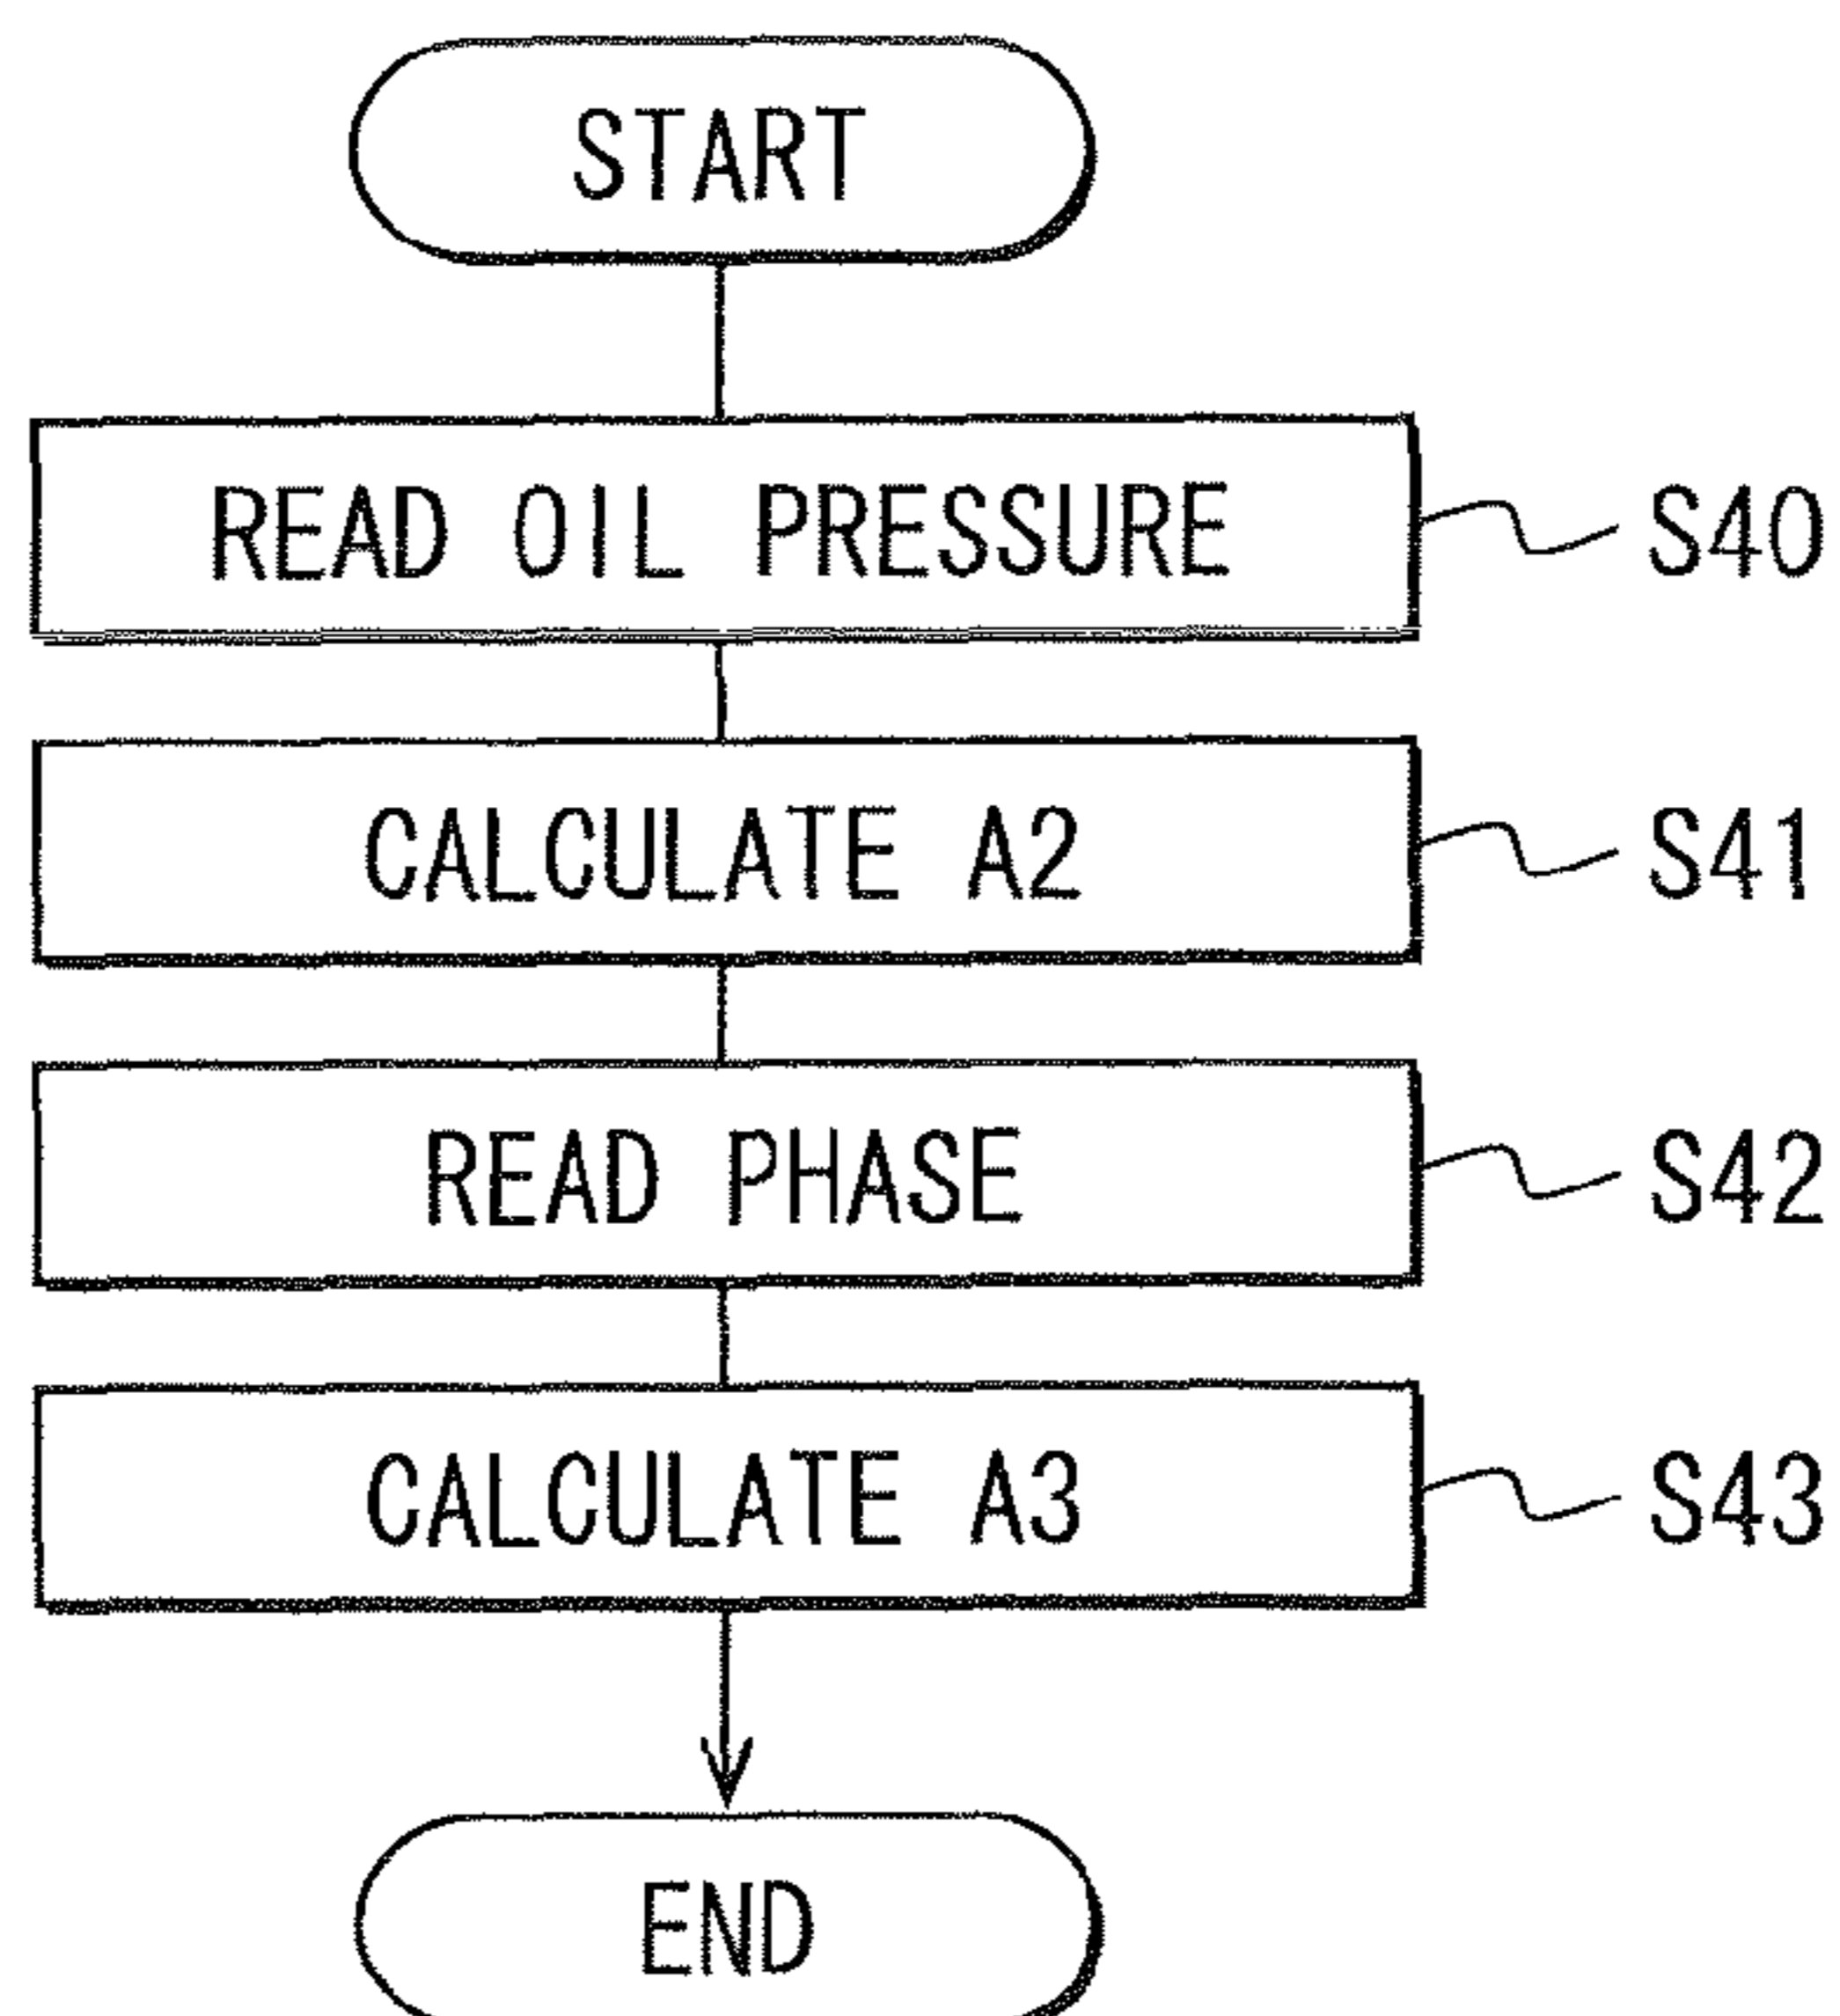 START
READ OIL PRESSURE S40
CALCULATE A2 S41
READ PHASE S42
CALCULATE A3 S43
END